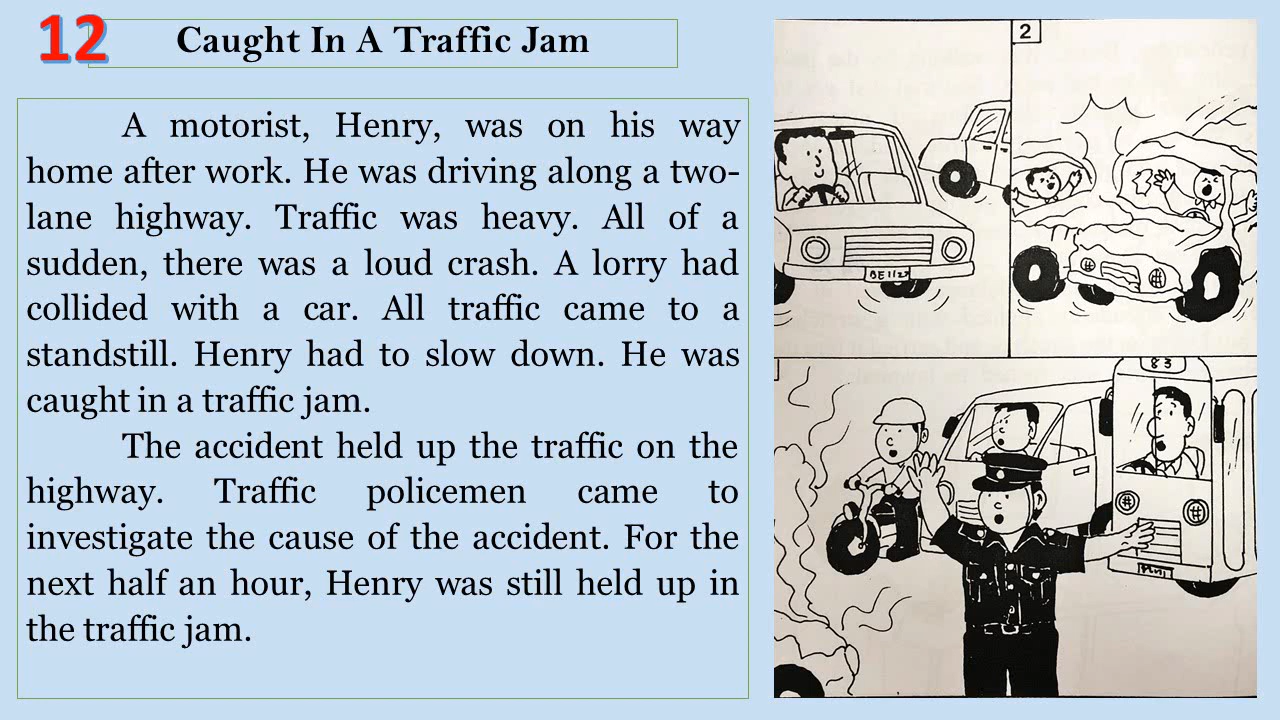 12
Caught In A Traffic Jam
A motorist, Henry, was on his way
home after work. He was driving along a two-
lane highway. Traffic was heavy. All of a
sudden, there was a loud crash. A lorry had
collided with a car. All traffic came to a
standstill. Henry had to slow down. He was
caught in a traffic jam.
The accident held up the traffic on the
highway. Traffic policemen came to
investigate the cause of the accident. For the
next half an hour, Henry was still held up in
the traffic jam.
2
83